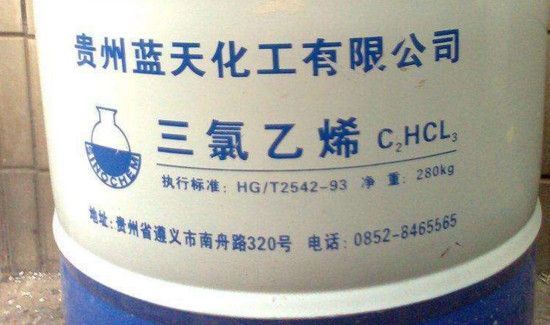 贵州蓝天化工有限公司
三氯乙烯 C₂HCL₃
SINOCHEM
执行标准：HG/T2542-93 净 重：280kg
地址：贵州省遵义市南舟路320号 电话：0852-8465565